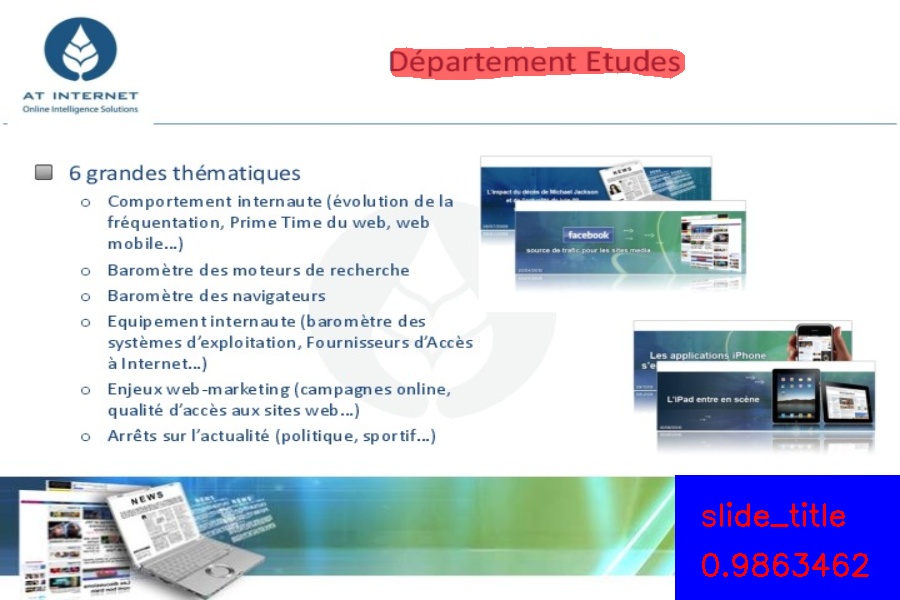 AT INTERNET
Online Intelligence Solutions
Département Etudes
6 grandes thématiques
o Comportement internaute (évolution de la
fréquentation, Prime Time du web, web
mobile...)
o Baromètre des moteurs de recherche
o Baromètre des navigateurs
o Equipement internaute (baromètre des
systèmes d'exploitation, Fournisseurs d'Accès
à Internet...)
o Enjeux web-marketing (campagnes online,
qualité d'accès aux sites web...)
o Arrêts sur l'actualité (politique, sportif...)
L'impact du décès de Michael Jackson
facebook
source de trafic pour les sites media
Les applications iPhone
L'iPad entre en scène
NEWS
slide_title
0.9863462